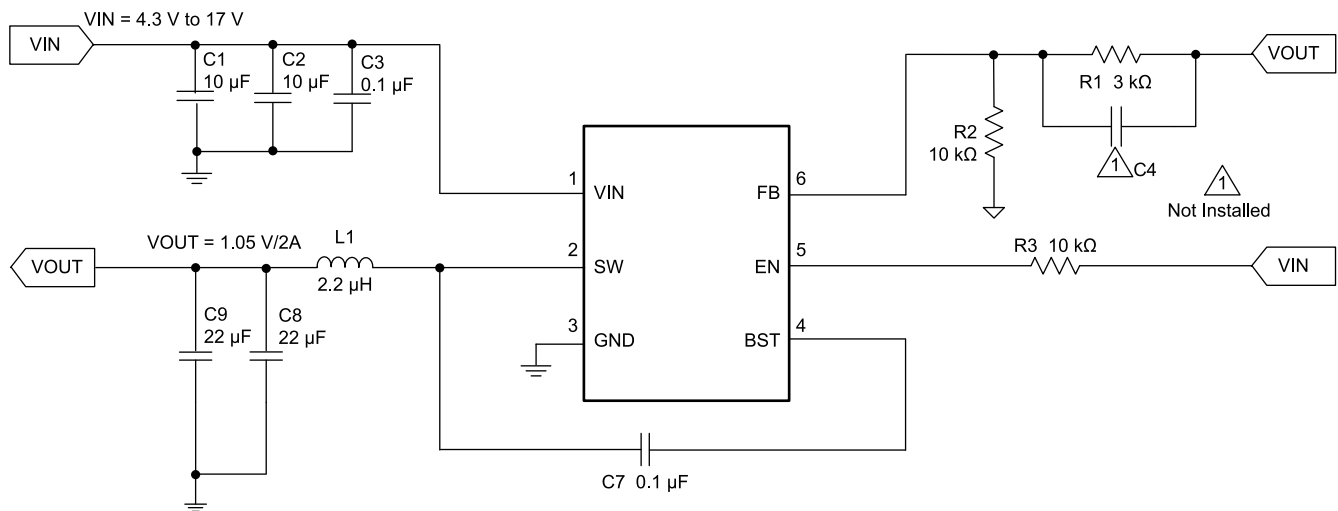 VIN = 4.3 V to 17 V
VIN
C1
10 µF
C2
10 µF
C3
0.1 µF
VOUT
R1 3 kΩ
R2
10 kΩ
1
C4
1
Not Installed
1
VIN
FB
6
VOUT = 1.05 V/2A
L1
2.2 µH
VOUT
2
SW
EN
5
R3 10 kΩ
VIN
C9
22 µF
C8
22 µF
3
GND
BST
4
C7 0.1 µF